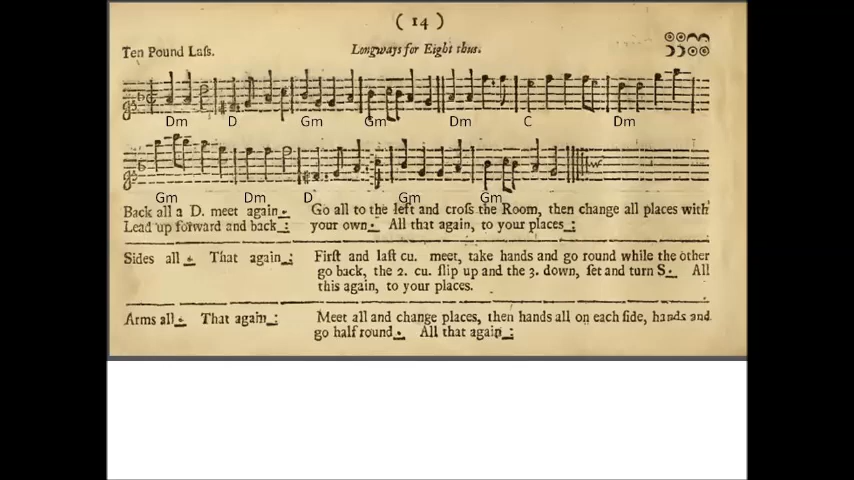 ( 14 )
Ten Pound Laſs.
Longways for Eight thus.
Dm D Gm Gm Dm C Dm
Gm Dm D Gm Gm
Back all a D. meet again Go all to the left and croſs the Room, then change all places with
Lead up forward and back : your own. All that again, to your places :
Sides all That again : Firſt and laſt cu. meet, take hands and go round while the other
go back, the 2. cu. ſlip up and the 3. down, ſet and turn S. All
this again, to your places.
Arms all That again : Meet all and change places, then hands all on each ſide, hands and
go half round. All that again :